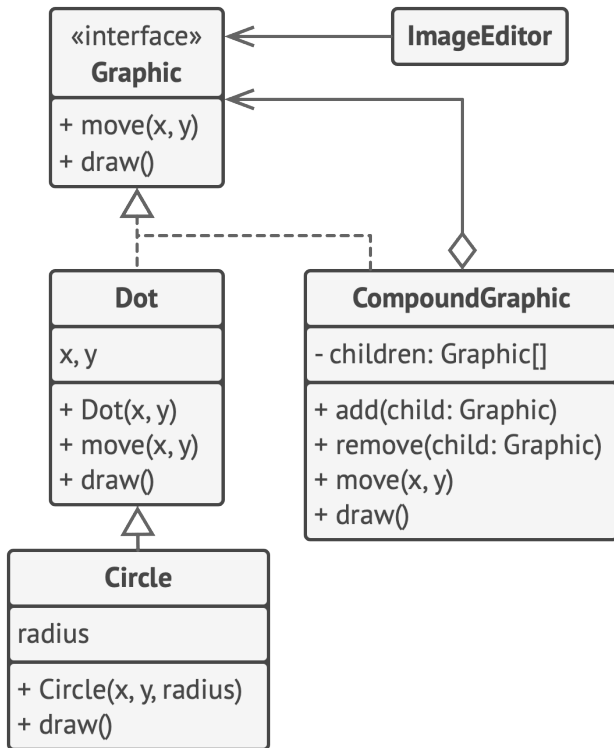 «interface»
Graphic
+ move(x, y)
+ draw()
ImageEditor
Dot
x, y
+ Dot(x, y)
+ move(x, y)
+ draw()
CompoundGraphic
- children: Graphic[]
+ add(child: Graphic)
+ remove(child: Graphic)
+ move(x, y)
+ draw()
Circle
radius
+ Circle(x, y, radius)
+ draw()